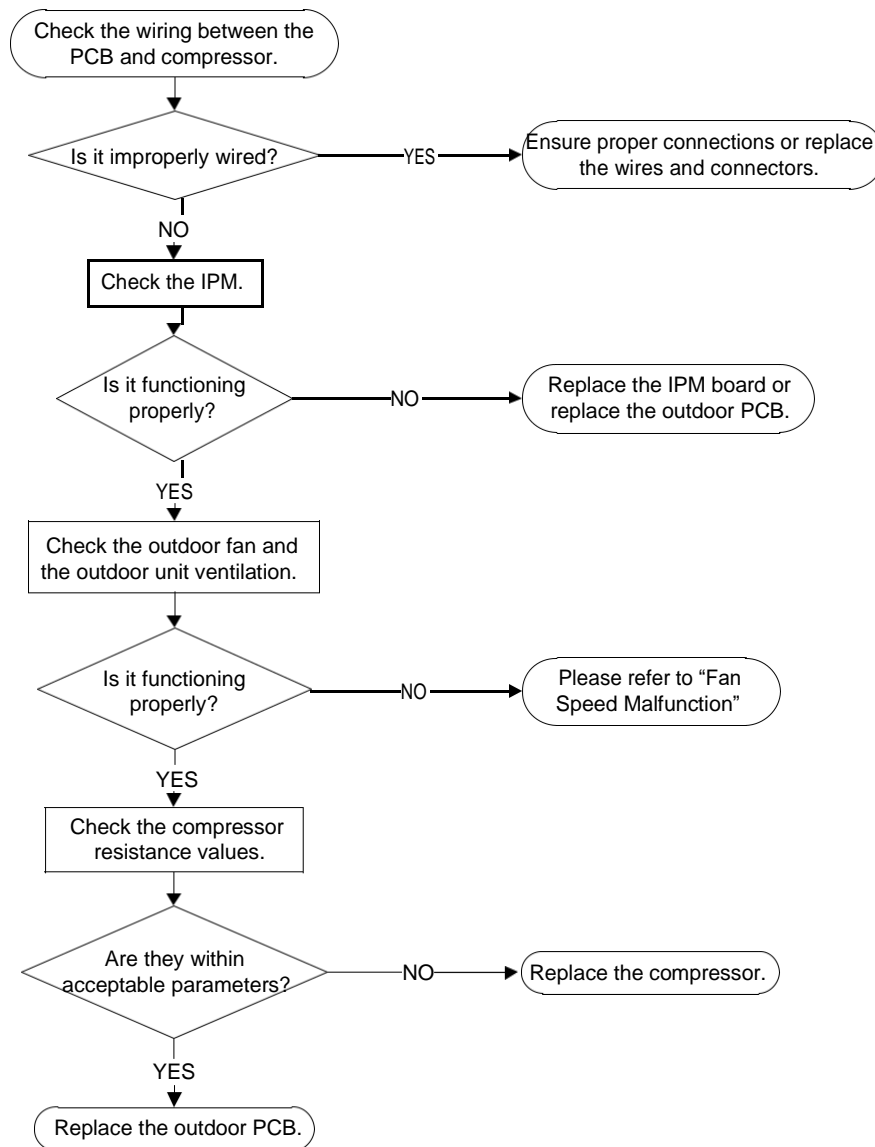 Check the wiring between the
PCB and compressor.
Is it improperly wired?
YES
Ensure proper connections or replace
the wires and connectors.
NO
Check the IPM.
Is it functioning
properly?
NO
Replace the IPM board or
replace the outdoor PCB.
YES
Check the outdoor fan and
the outdoor unit ventilation.
Is it functioning
properly?
NO
Please refer to “Fan
Speed Malfunction”
YES
Check the compressor
resistance values.
Are they within
acceptable parameters?
NO
Replace the compressor.
YES
Replace the outdoor PCB.